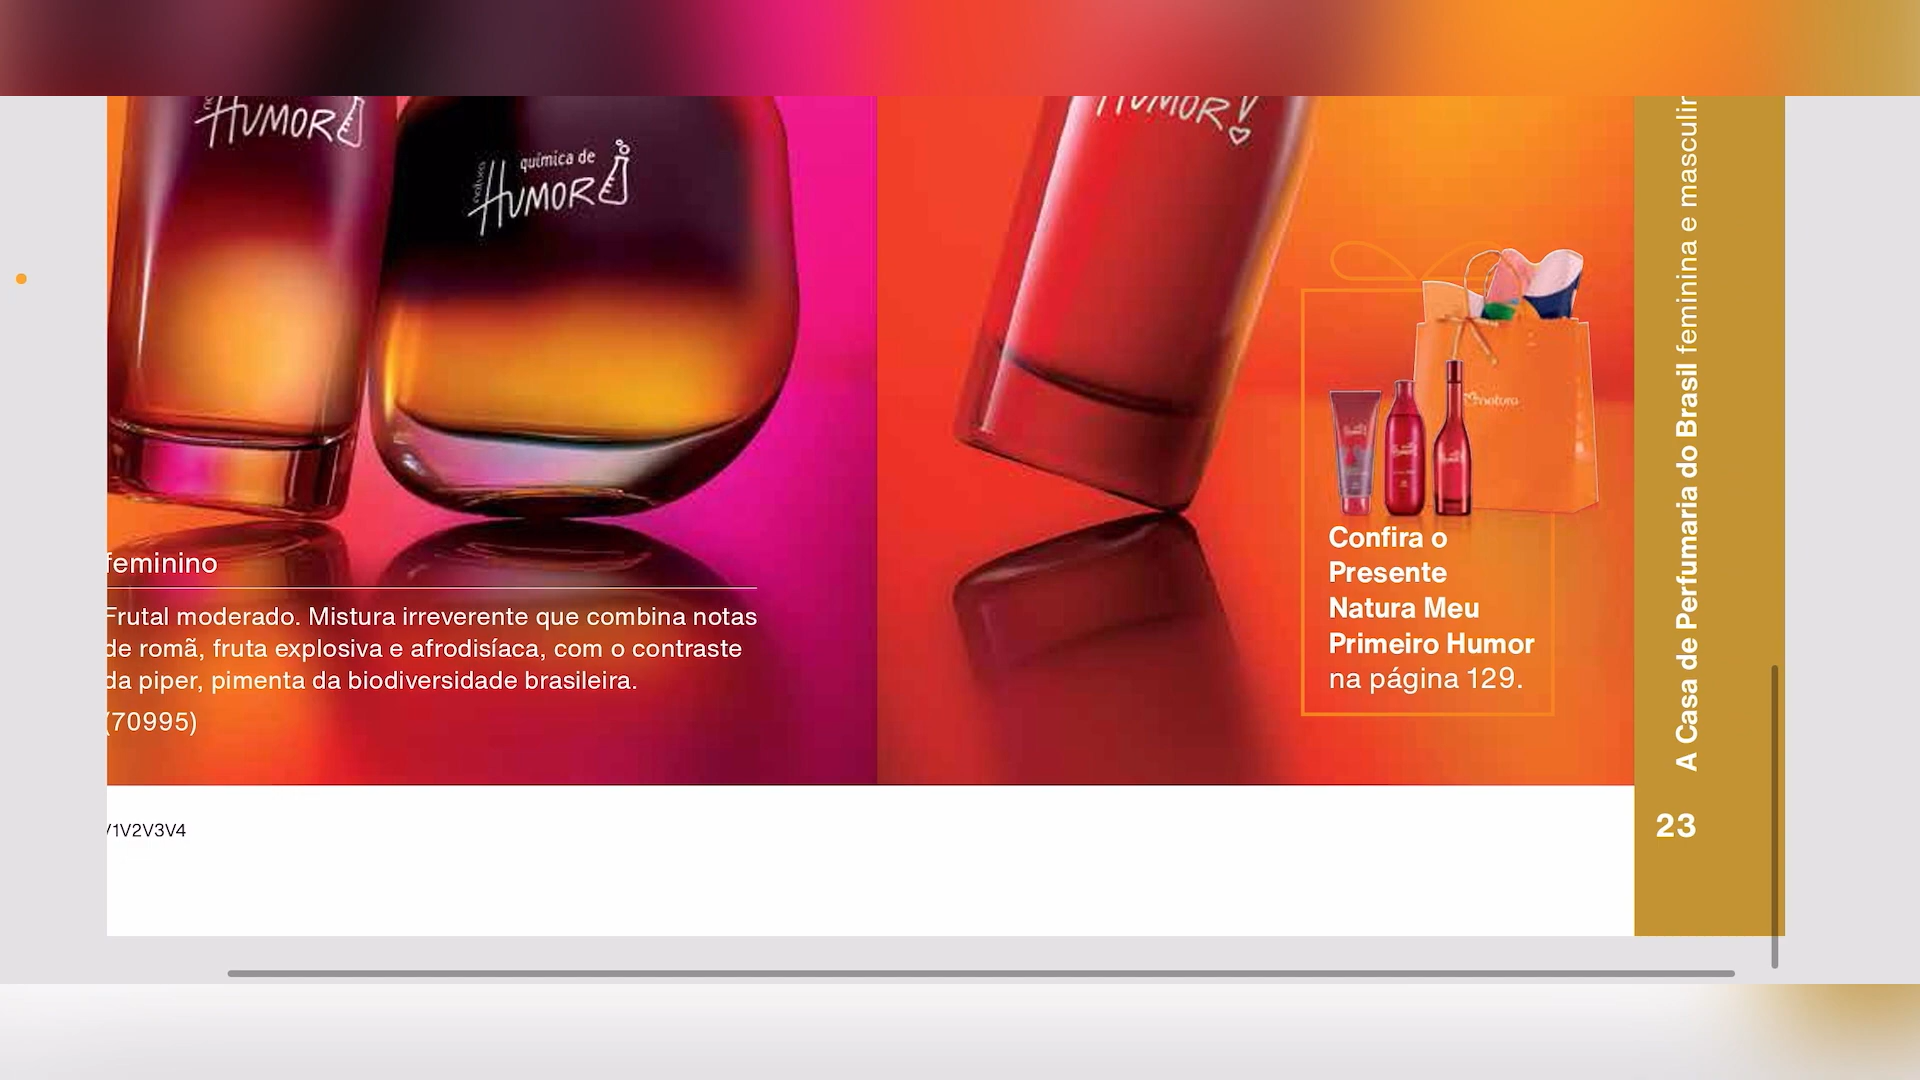 HUMOR
química de
natura
HUMOR
HUMOR!
natura
Confira o
Presente
Natura Meu
Primeiro Humor
na página 129.
feminino
Frutal moderado. Mistura irreverente que combina notas
de romã, fruta explosiva e afrodisíaca, com o contraste
da piper, pimenta da biodiversidade brasileira.
(70995)
V1V2V3V4
A Casa de Perfumaria do Brasil feminina e masculin
23